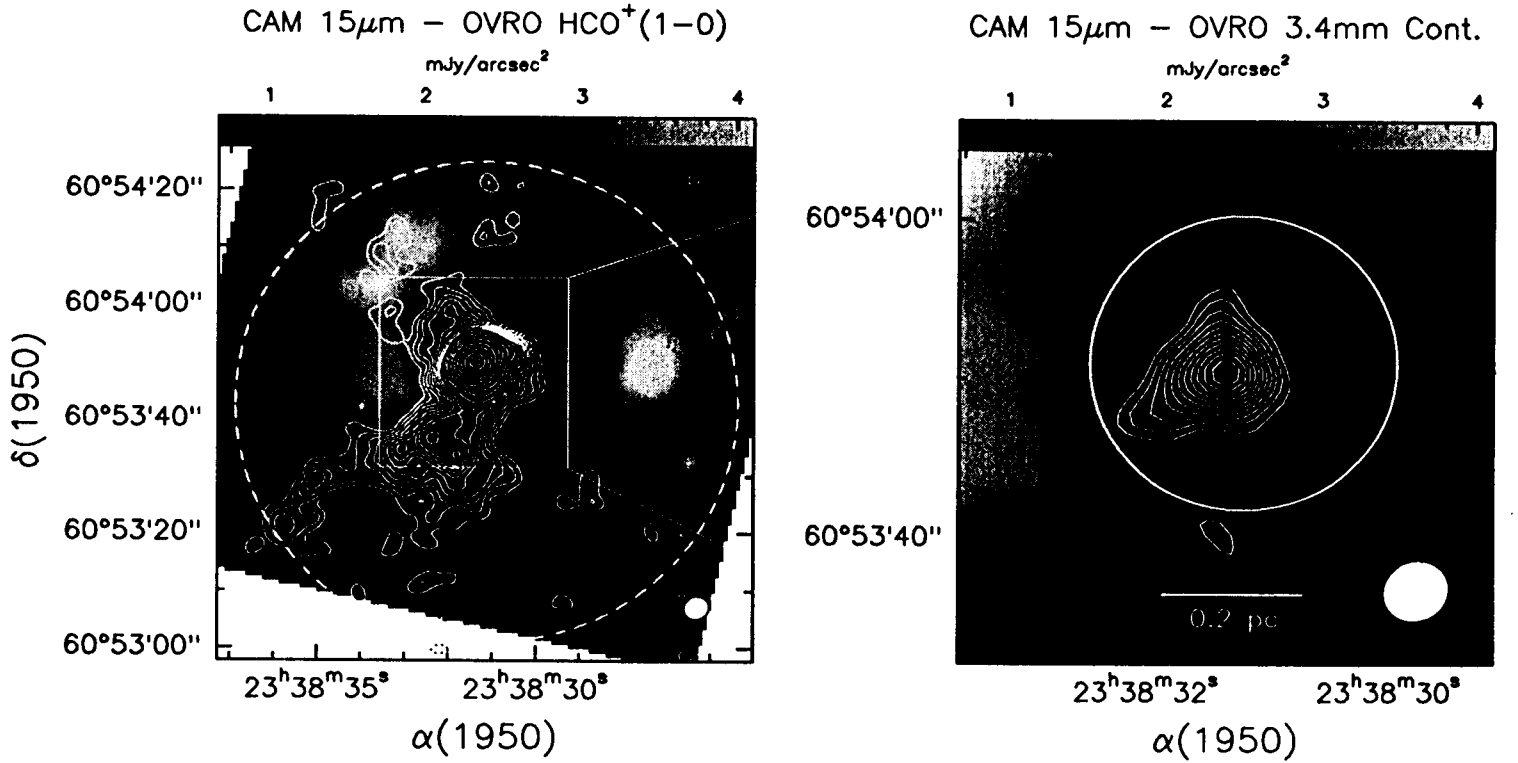 CAM 15μm – OVRO HCO⁺(1–0)
mJy/arcsec²
1 2 3 4
60°54'20"
60°54'00"
60°53'40"
60°53'20"
60°53'00"
δ(1950)
23ʰ38ᵐ35ˢ 23ʰ38ᵐ30ˢ
α(1950)
CAM 15μm – OVRO 3.4mm Cont.
mJy/arcsec²
1 2 3 4
60°54'00"
60°53'40"
0.2 pc
23ʰ38ᵐ32ˢ 23ʰ38ᵐ30ˢ
α(1950)